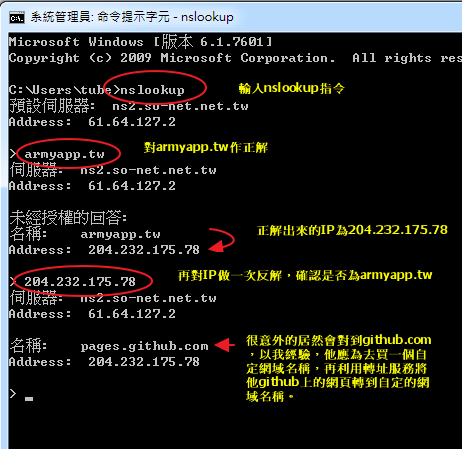 系統管理員: 命令提示字元 - nslookup
Microsoft Windows [版本 6.1.7601]
Copyright (c) 2009 Microsoft Corporation. All rights res
C:\Users\tube>nslookup
輸入nslookup指令
預設伺服器: ns2.so-net.net.tw
Address: 61.64.127.2
> armyapp.tw
對armyapp.tw作正解
伺服器: ns2.so-net.net.tw
Address: 61.64.127.2
未經授權的回答:
名稱: armyapp.tw
Address: 204.232.175.78
正解出來的IP為204.232.175.78
> 204.232.175.78
再對IP做一次反解，確認是否為armyapp.tw
伺服器: ns2.so-net.net.tw
Address: 61.64.127.2
名稱: pages.github.com
Address: 204.232.175.78
很意外的居然會對到github.com
，以我經驗，他應為去買一個自
定網域名稱，再利用轉址服務將
他github上的網頁轉到自定的網
域名稱。
> _